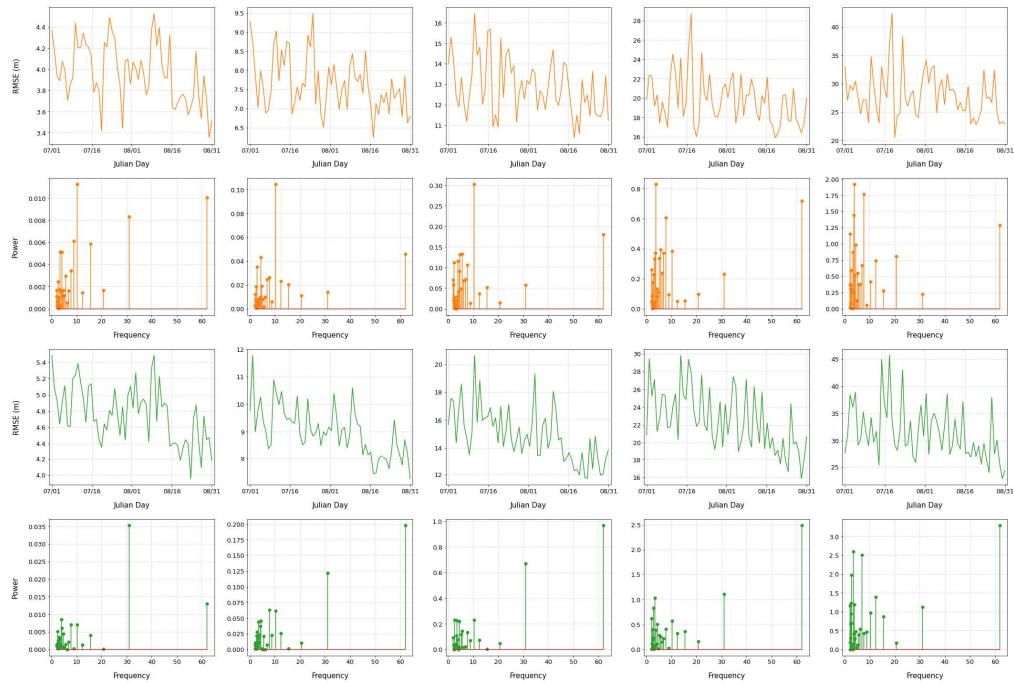 4.4
4.2
4.0
3.8
3.6
3.4
RMSE (m)
07/01 07/16 08/01 08/16 08/31
Julian Day
9.5
9.0
8.5
8.0
7.5
7.0
6.5
07/01 07/16 08/01 08/16 08/31
Julian Day
16
15
14
13
12
11
07/01 07/16 08/01 08/16 08/31
Julian Day
28
26
24
22
20
18
16
07/01 07/16 08/01 08/16 08/31
Julian Day
40
35
30
25
20
07/01 07/16 08/01 08/16 08/31
Julian Day
0.010
0.008
0.006
0.004
0.002
0.000
Power
0 10 20 30 40 50 60
Frequency
0.10
0.08
0.06
0.04
0.02
0.00
0 10 20 30 40 50 60
Frequency
0.30
0.25
0.20
0.15
0.10
0.05
0.00
0 10 20 30 40 50 60
Frequency
0.8
0.6
0.4
0.2
0.0
0 10 20 30 40 50 60
Frequency
2.00
1.75
1.50
1.25
1.00
0.75
0.50
0.25
0.00
0 10 20 30 40 50 60
Frequency
5.4
5.2
5.0
4.8
4.6
4.4
4.2
4.0
RMSE (m)
07/01 07/16 08/01 08/16 08/31
Julian Day
12
11
10
9
8
07/01 07/16 08/01 08/16 08/31
Julian Day
20
18
16
14
12
07/01 07/16 08/01 08/16 08/31
Julian Day
30
28
26
24
22
20
18
16
07/01 07/16 08/01 08/16 08/31
Julian Day
45
40
35
30
25
07/01 07/16 08/01 08/16 08/31
Julian Day
0.035
0.030
0.025
0.020
0.015
0.010
0.005
0.000
Power
0 10 20 30 40 50 60
Frequency
0.200
0.175
0.150
0.125
0.100
0.075
0.050
0.025
0.000
0 10 20 30 40 50 60
Frequency
1.0
0.8
0.6
0.4
0.2
0.0
0 10 20 30 40 50 60
Frequency
2.5
2.0
1.5
1.0
0.5
0.0
0 10 20 30 40 50 60
Frequency
3.0
2.5
2.0
1.5
1.0
0.5
0.0
0 10 20 30 40 50 60
Frequency